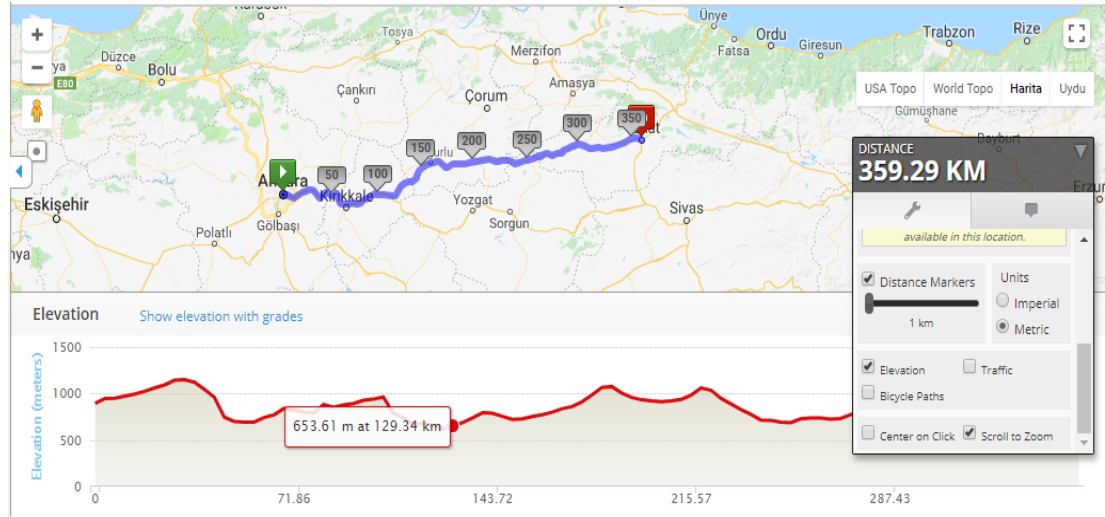 Ünye
Ordu
Trabzon
Rize
Fatsa
Giresun
Tosya
Merzifon
Düzce
ya
Bolu
E80
Amasya
Çankırı
Çorum
USA Topo
World Topo
Harita
Uydu
Gümüşhane
Bayburt
50
100
150
200
250
300
350
Kırıkkale
Eskişehir
Polatlı
Gölbaşı
Yozgat
Sorgun
Sivas
DISTANCE
359.29 KM
available in this location.
Distance Markers
1 km
Units
Imperial
Metric
Elevation
Traffic
Bicycle Paths
Center on Click
Scroll to Zoom
Elevation
Show elevation with grades
Elevation (meters)
1500
1000
500
0
653.61 m at 129.34 km
0
71.86
143.72
215.57
287.43